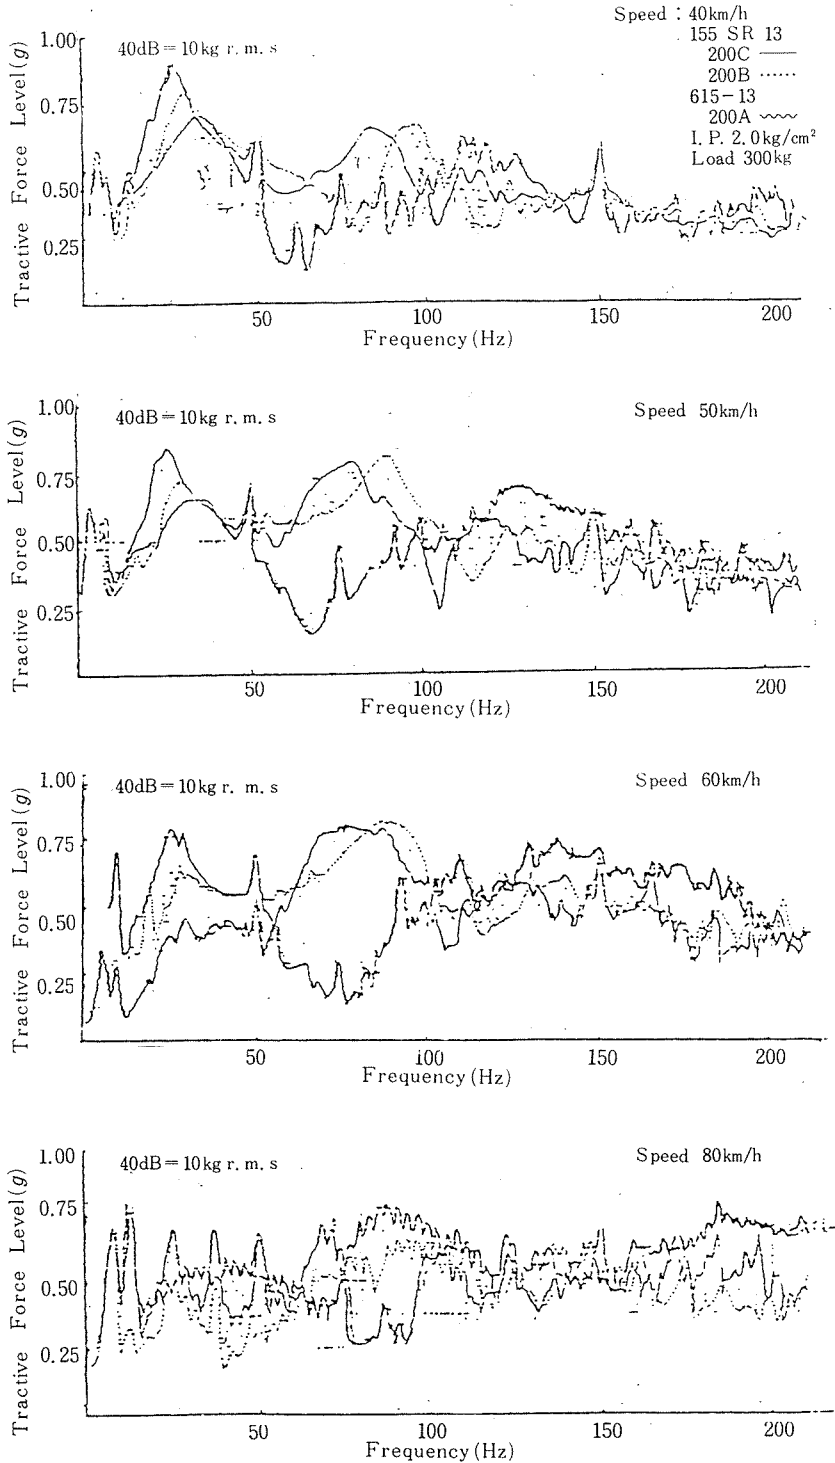 Speed : 40km/h
155 SR 13
200C
200B
615-13
200A
I. P. 2.0kg/cm²
Load 300kg
40dB=10kg r. m. s
Tractive Force Level(g)
1.00
0.75
0.50
0.25
50
100
150
200
Frequency(Hz)
40dB=10kg r. m. s
Speed 50km/h
Tractive Force Level(g)
1.00
0.75
0.50
0.25
50
100
150
200
Frequency(Hz)
40dB=10kg r. m. s
Speed 60km/h
Tractive Force Level(g)
1.00
0.75
0.50
0.25
50
100
150
200
Frequency(Hz)
40dB=10kg r. m. s
Speed 80km/h
Tractive Force Level(g)
1.00
0.75
0.50
0.25
50
100
150
200
Frequency(Hz)